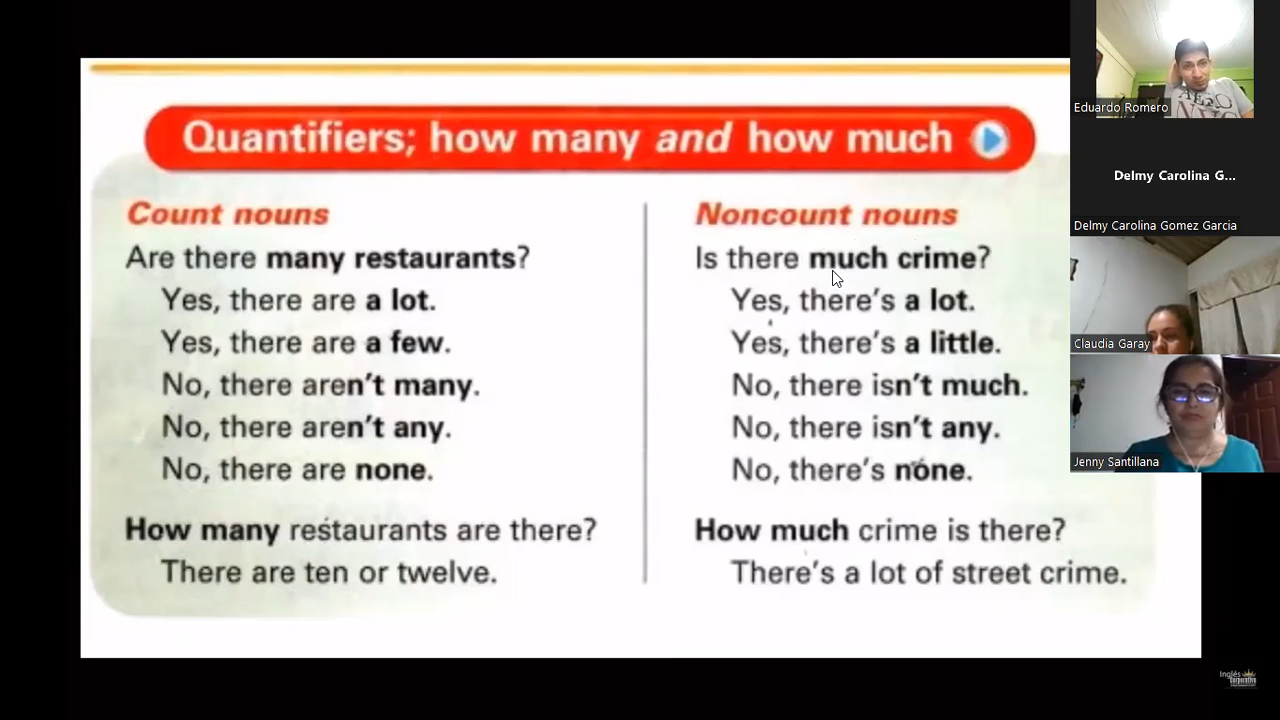 Quantifiers; how many and how much
Count nouns
Are there many restaurants?
Yes, there are a lot.
Yes, there are a few.
No, there aren't many.
No, there aren't any.
No, there are none.
How many restaurants are there?
There are ten or twelve.
Noncount nouns
Is there much crime?
Yes, there's a lot.
Yes, there's a little.
No, there isn't much.
No, there isn't any.
No, there's none.
How much crime is there?
There's a lot of street crime.
Eduardo Romero
Delmy Carolina G...
Delmy Carolina Gomez Garcia
Claudia Garay
Jenny Santillana
Inglés
Corporativo